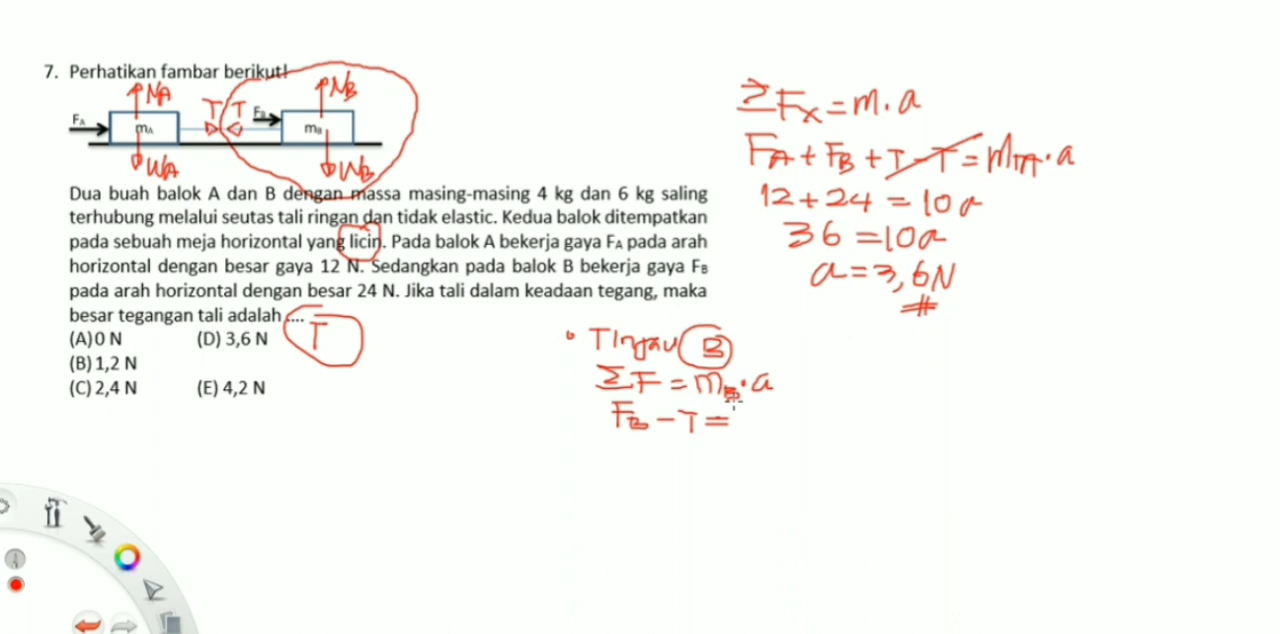 7. Perhatikan fambar berikut!
NA
NB
FA
T
T
FB
mA
mB
WA
WB
Dua buah balok A dan B dengan massa masing-masing 4 kg dan 6 kg saling
terhubung melalui seutas tali ringan dan tidak elastic. Kedua balok ditempatkan
pada sebuah meja horizontal yang licin. Pada balok A bekerja gaya FA pada arah
horizontal dengan besar gaya 12 N. Sedangkan pada balok B bekerja gaya FB
pada arah horizontal dengan besar 24 N. Jika tali dalam keadaan tegang, maka
besar tegangan tali adalah ....
T
(A) 0 N (D) 3,6 N
(B) 1,2 N
(C) 2,4 N (E) 4,2 N
ΣFx = m . a
FA + FB + T - T = m . a
12 + 24 = 10a
36 = 10a
a = 3,6N
• Tinjau B
ΣF = mB . a
FB - T =